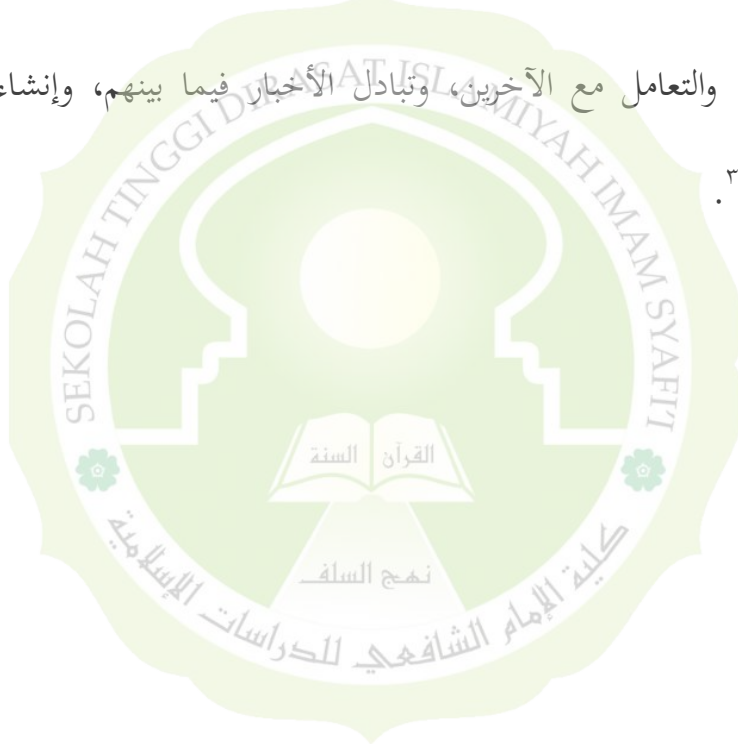 والتعامل مع الآخرين، وتبادل الأخبار فيما بينهم، وإنشاء
٣.
SEKOLAH TINGGI DIRASAT ISLAMIYAH IMAM SYAFI'I
القرآن السنة
نهج السلف
كلية الإمام الشافعي للدراسات الإسلامية